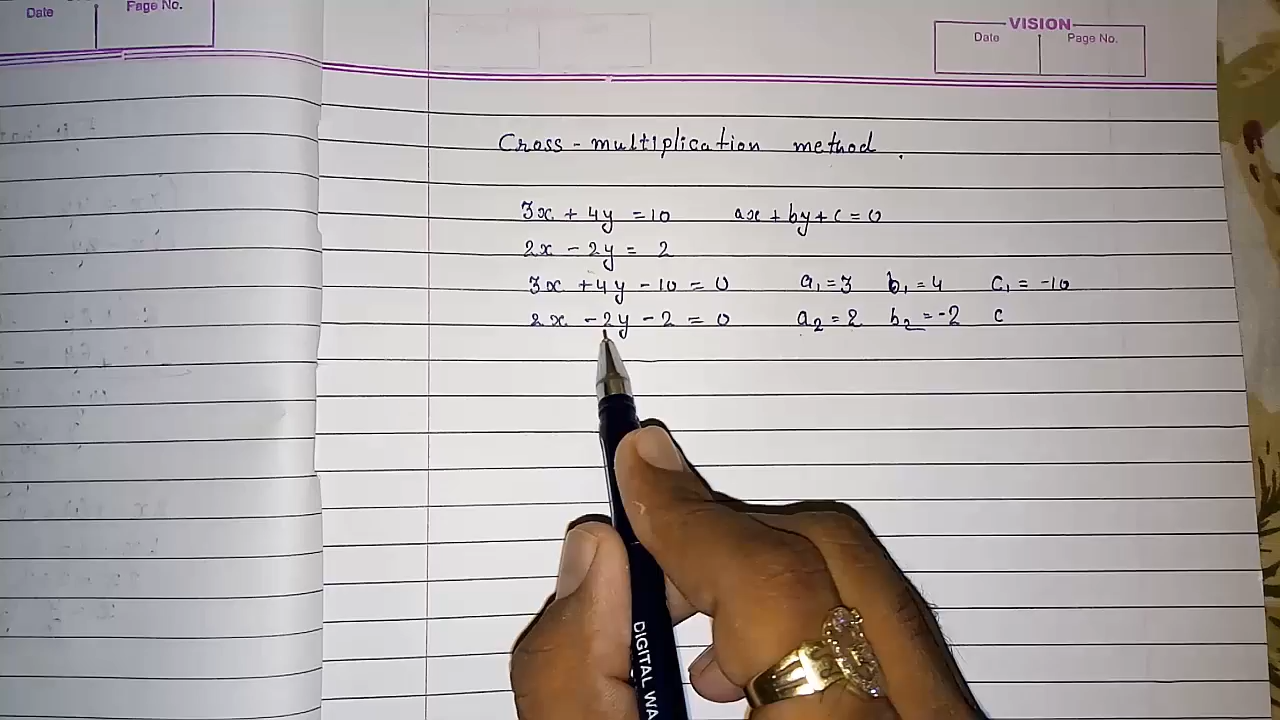 Date
Page No.
VISION
Date
Page No.
Cross - multiplication method .
3x + 4y = 10 ax + by + c = 0
2x - 2y = 2
3x + 4y - 10 = 0 a₁ = 3 b₁ = 4 C₁ = -10
2x - 2y - 2 = 0 a₂ = 2 b₂ = -2 c
DIGITAL WA